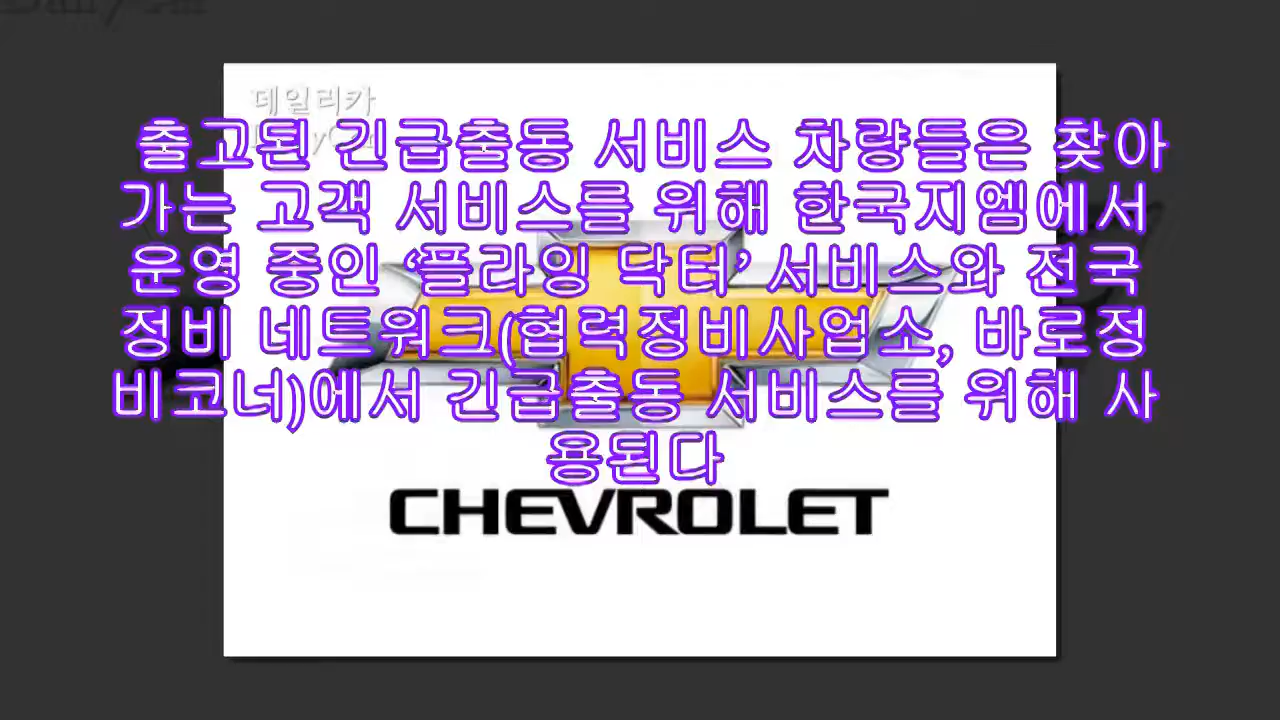 데일리카
출고된 긴급출동 서비스 차량들은 찾아
가는 고객 서비스를 위해 한국지엠에서
운영 중인 ‘플라잉 닥터’ 서비스와 전국
정비 네트워크(협력정비사업소, 바로정
비코너)에서 긴급출동 서비스를 위해 사
용된다
CHEVROLET